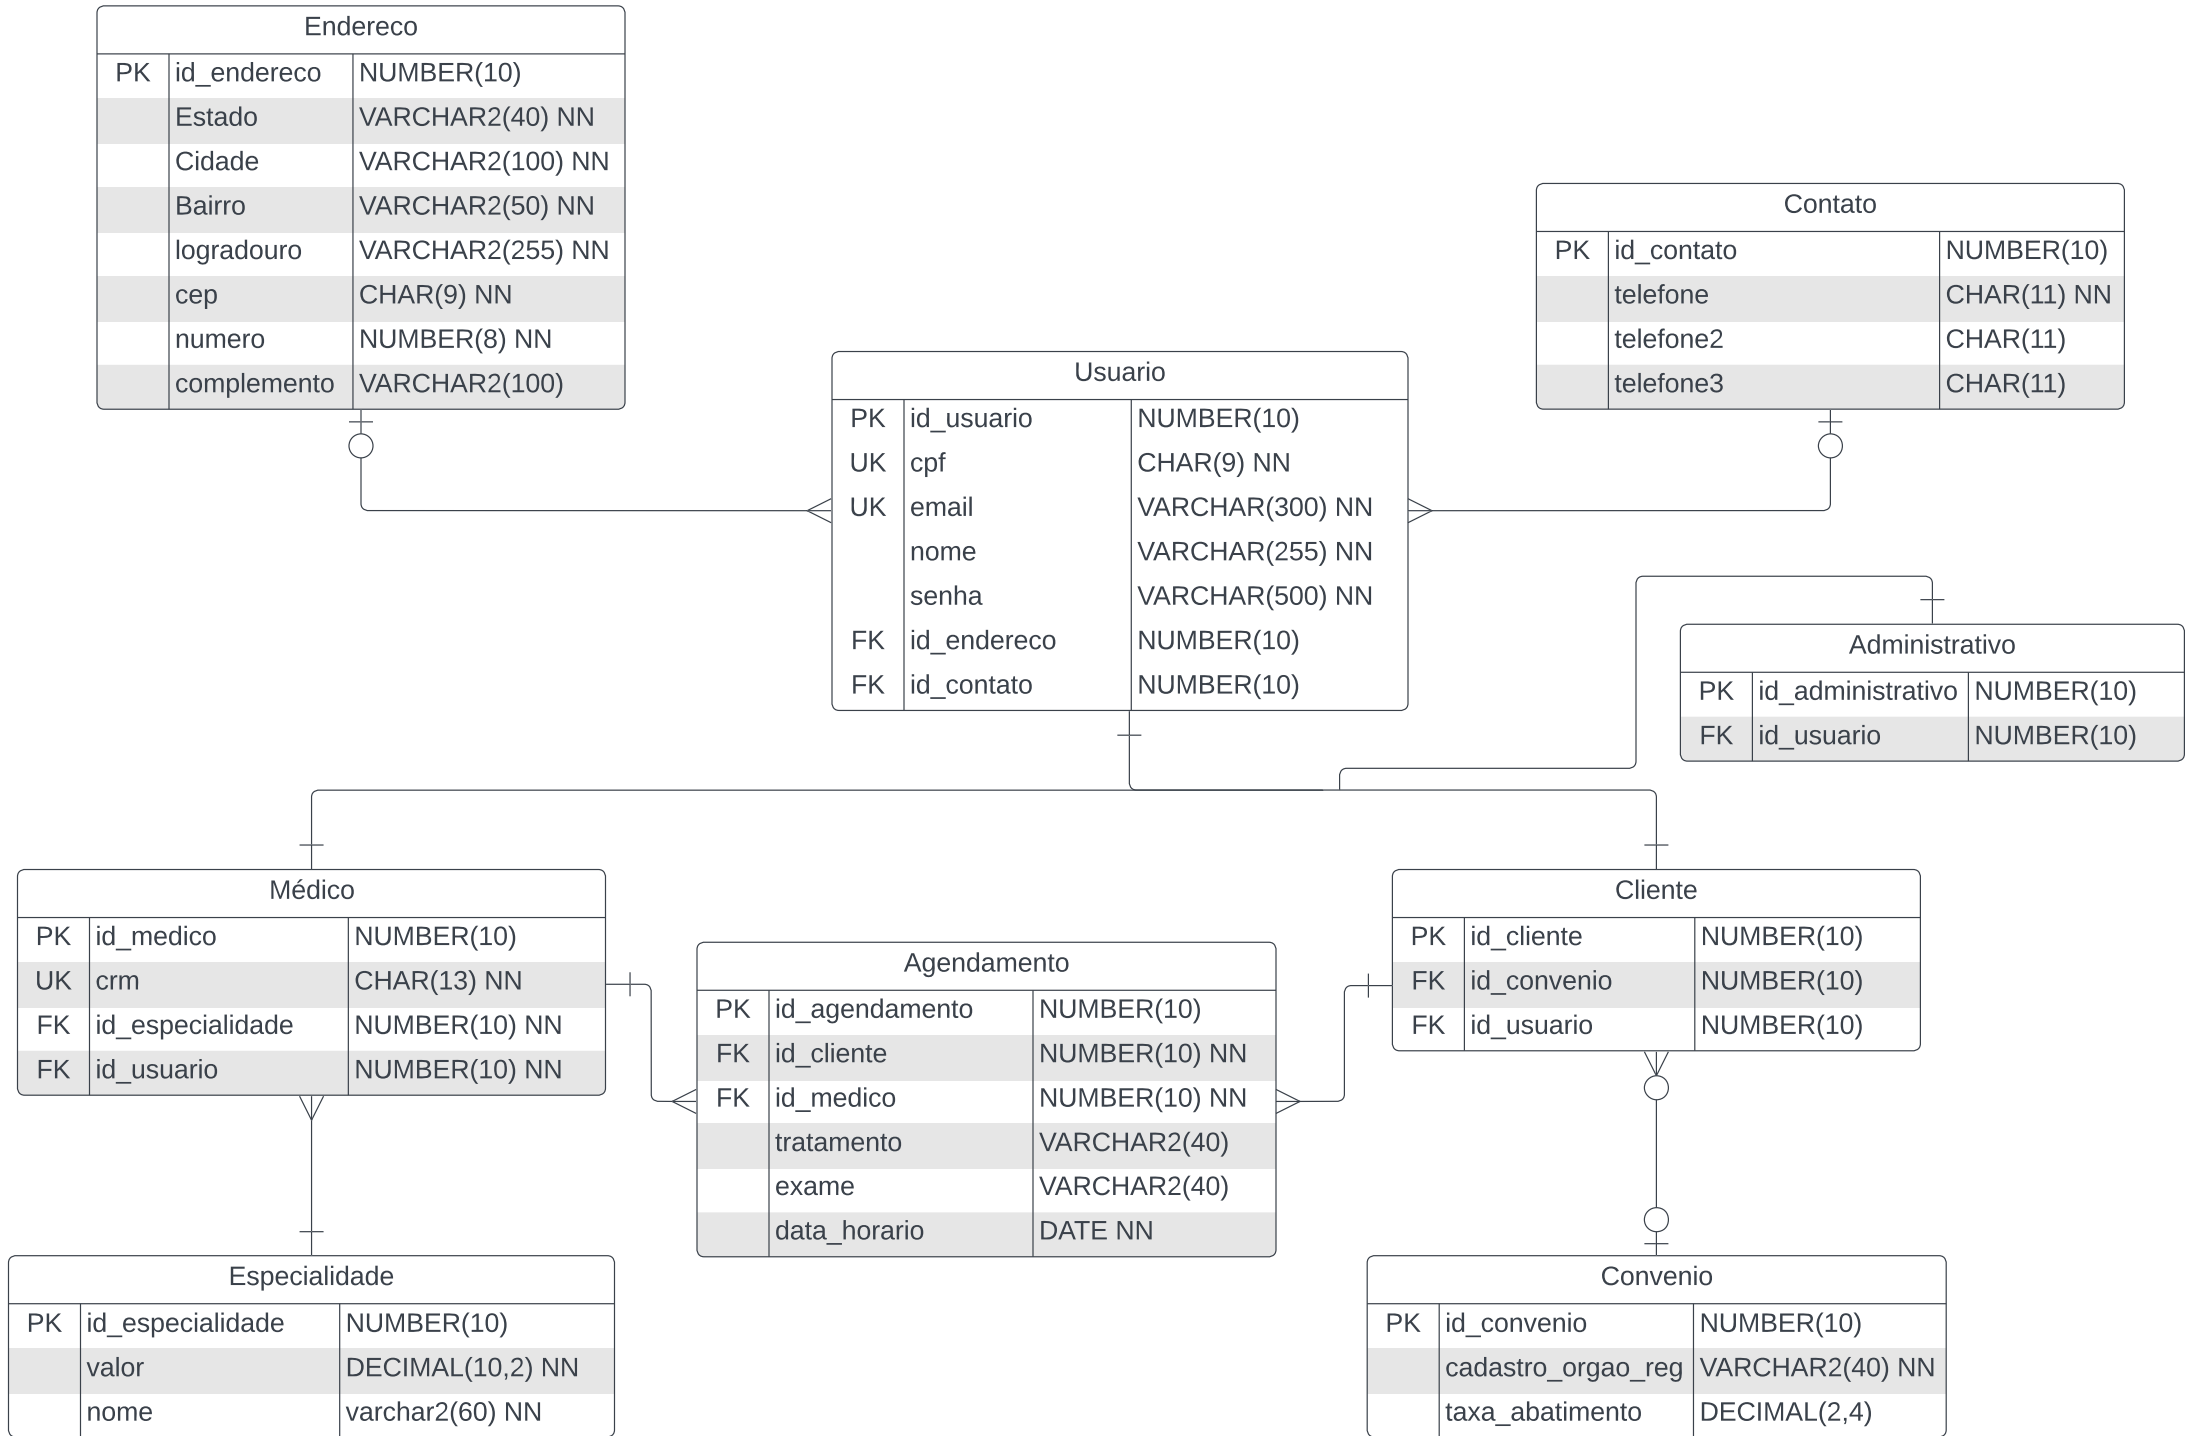 Endereco
PK id_endereco NUMBER(10)
Estado VARCHAR2(40) NN
Cidade VARCHAR2(100) NN
Bairro VARCHAR2(50) NN
logradouro VARCHAR2(255) NN
cep CHAR(9) NN
numero NUMBER(8) NN
complemento VARCHAR2(100)
Contato
PK id_contato NUMBER(10)
telefone CHAR(11) NN
telefone2 CHAR(11)
telefone3 CHAR(11)
Usuario
PK id_usuario NUMBER(10)
UK cpf CHAR(9) NN
UK email VARCHAR(300) NN
nome VARCHAR(255) NN
senha VARCHAR(500) NN
FK id_endereco NUMBER(10)
FK id_contato NUMBER(10)
Administrativo
PK id_administrativo NUMBER(10)
FK id_usuario NUMBER(10)
Médico
PK id_medico NUMBER(10)
UK crm CHAR(13) NN
FK id_especialidade NUMBER(10) NN
FK id_usuario NUMBER(10) NN
Agendamento
PK id_agendamento NUMBER(10)
FK id_cliente NUMBER(10) NN
FK id_medico NUMBER(10) NN
tratamento VARCHAR2(40)
exame VARCHAR2(40)
data_horario DATE NN
Cliente
PK id_cliente NUMBER(10)
FK id_convenio NUMBER(10)
FK id_usuario NUMBER(10)
Especialidade
PK id_especialidade NUMBER(10)
valor DECIMAL(10,2) NN
nome varchar2(60) NN
Convenio
PK id_convenio NUMBER(10)
cadastro_orgao_reg VARCHAR2(40) NN
taxa_abatimento DECIMAL(2,4)